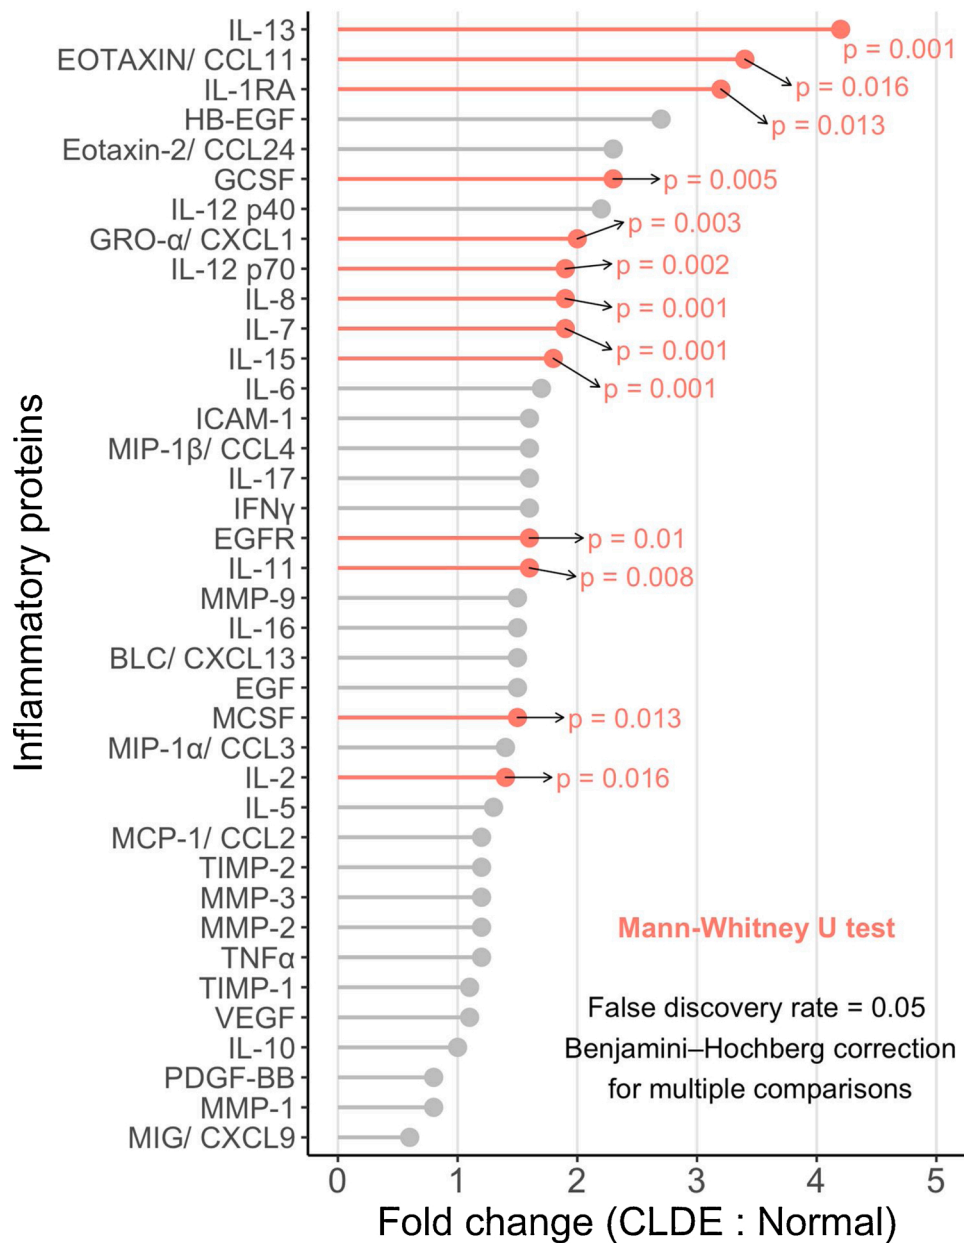 IL-13
p = 0.001
EOTAXIN/ CCL11
p = 0.016
IL-1RA
p = 0.013
HB-EGF
Eotaxin-2/ CCL24
GCSF
p = 0.005
IL-12 p40
GRO-α/ CXCL1
p = 0.003
IL-12 p70
p = 0.002
IL-8
p = 0.001
IL-7
p = 0.001
IL-15
p = 0.001
IL-6
ICAM-1
MIP-1β/ CCL4
IL-17
IFNγ
EGFR
p = 0.01
IL-11
p = 0.008
MMP-9
IL-16
BLC/ CXCL13
EGF
MCSF
p = 0.013
MIP-1α/ CCL3
IL-2
p = 0.016
IL-5
MCP-1/ CCL2
TIMP-2
MMP-3
MMP-2
TNFα
TIMP-1
VEGF
IL-10
PDGF-BB
MMP-1
MIG/ CXCL9
Inflammatory proteins
Mann-Whitney U test
False discovery rate = 0.05
Benjamini–Hochberg correction
for multiple comparisons
0 1 2 3 4 5
Fold change (CLDE : Normal)